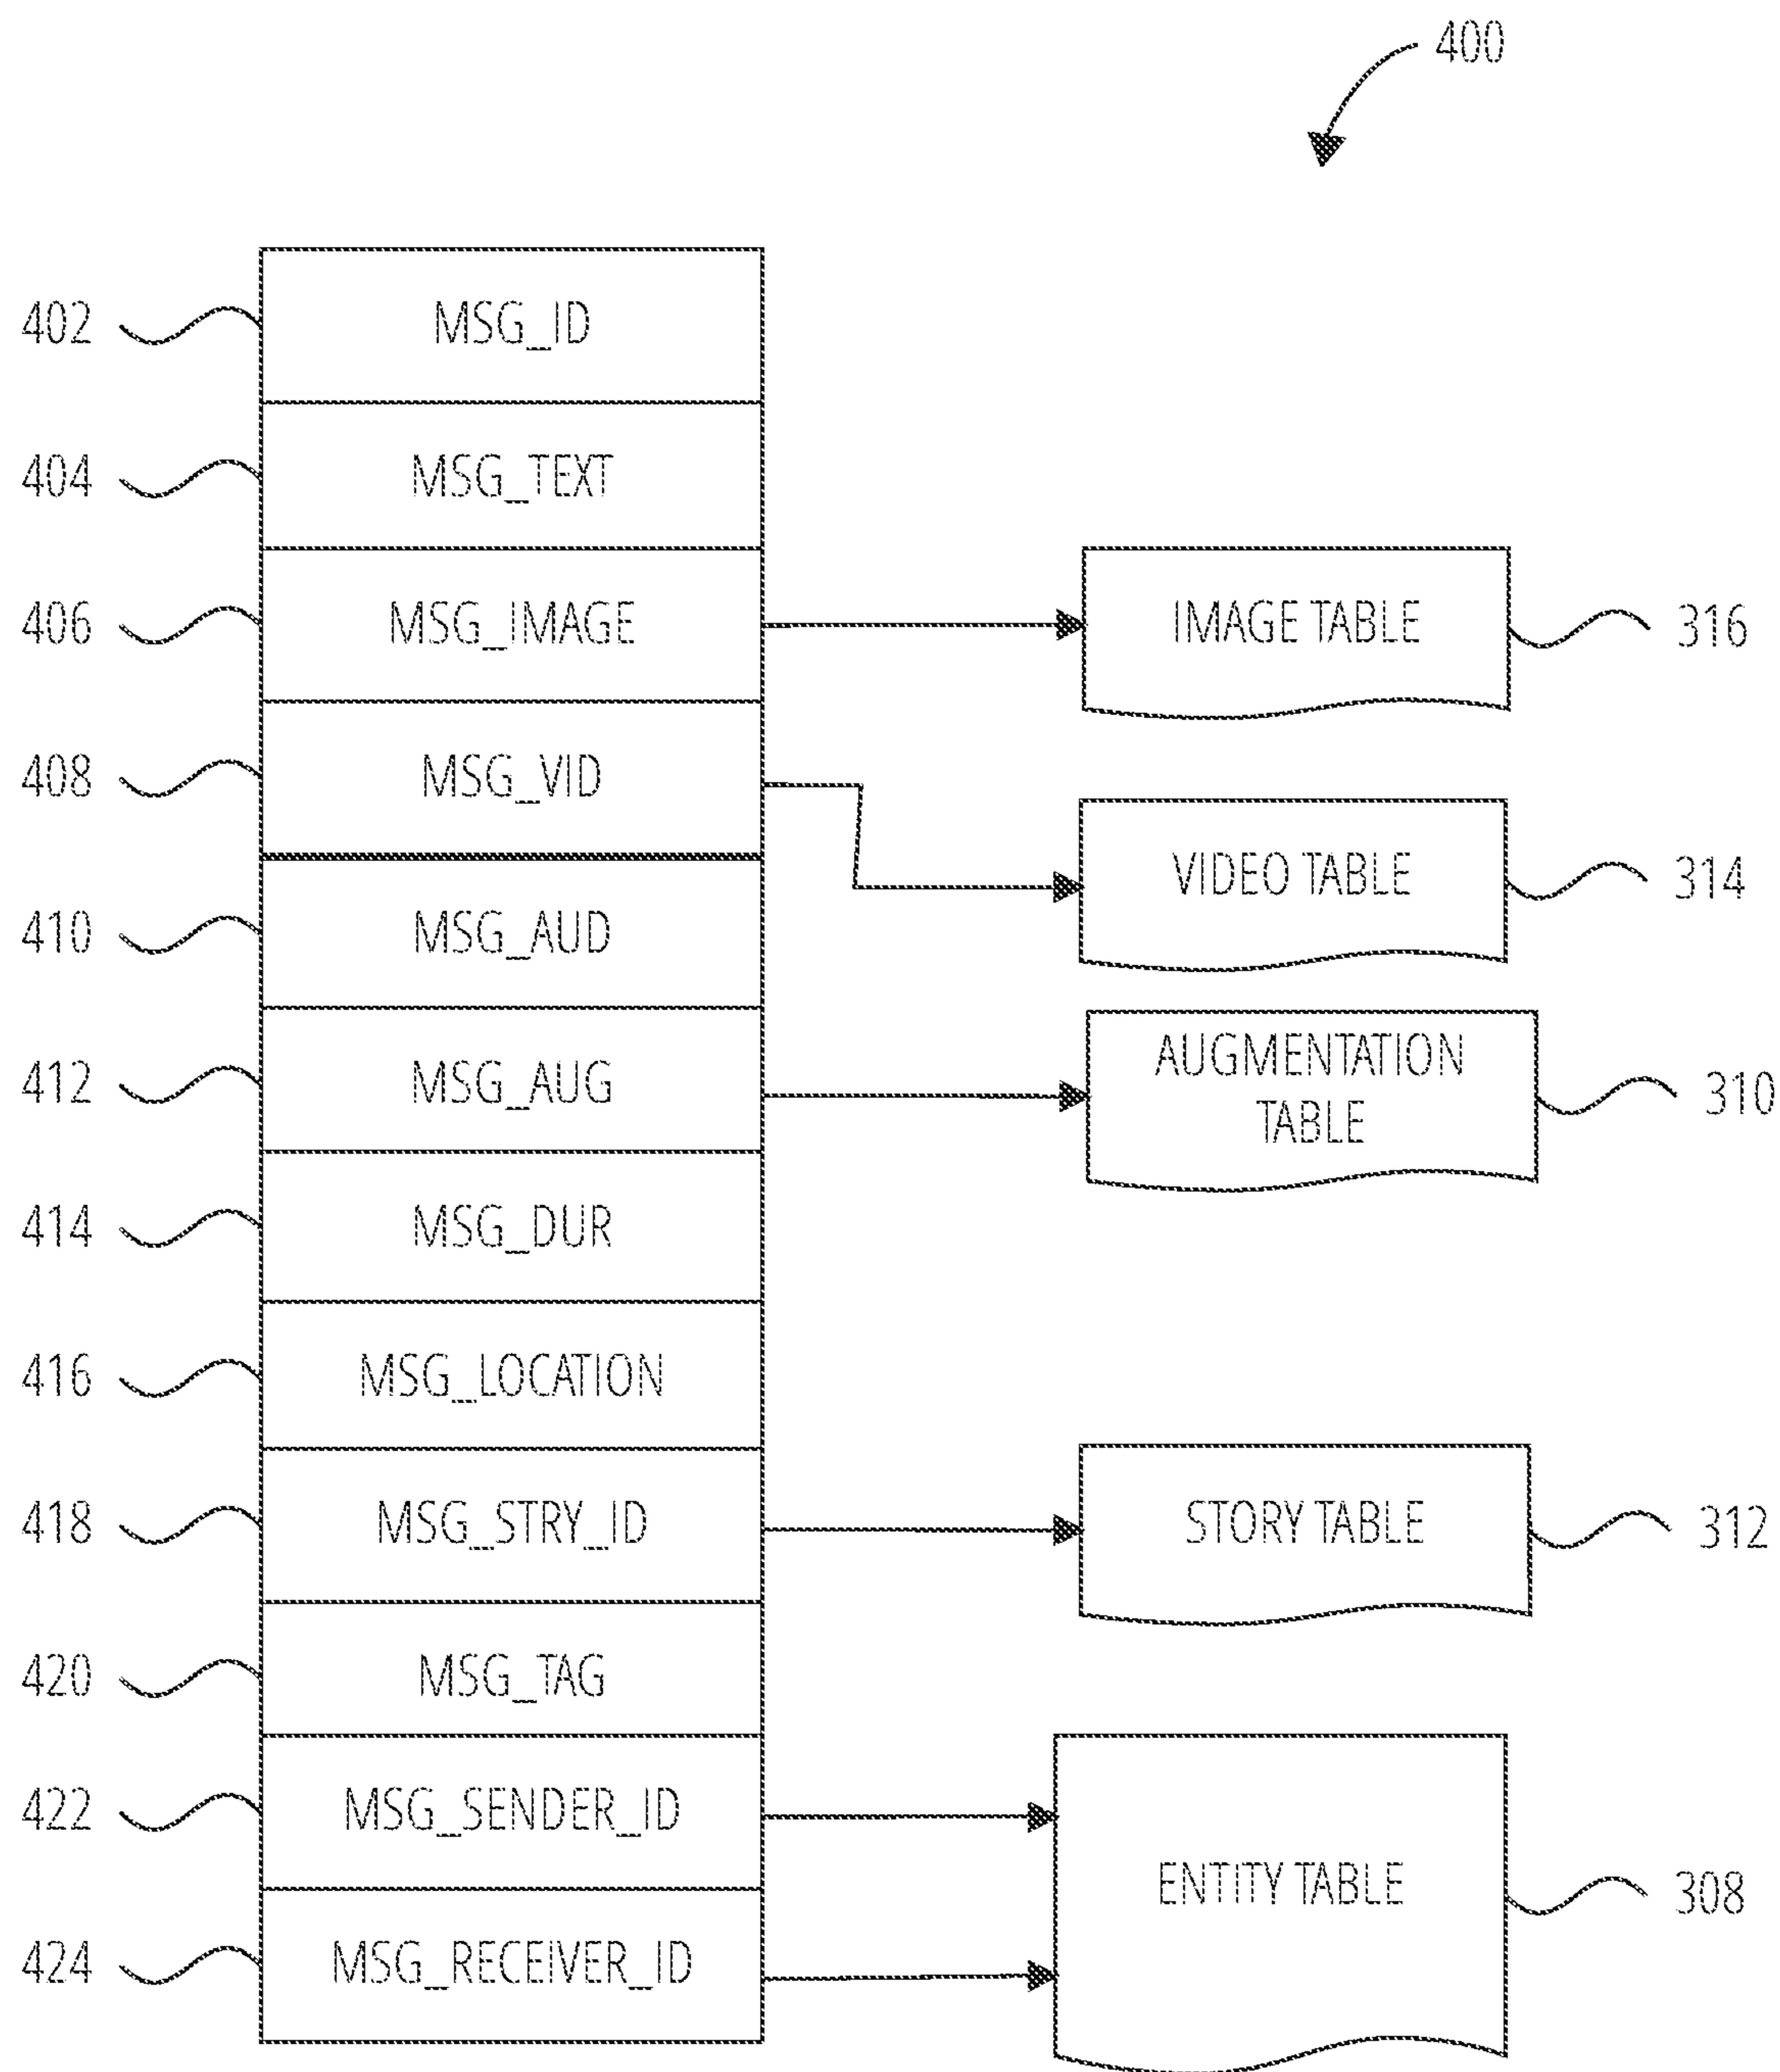 400
402 MSG_ID
404 MSG_TEXT
406 MSG_IMAGE IMAGE TABLE 316
408 MSG_VID
VIDEO TABLE 314
410 MSG_AUD
412 MSG_AUG AUGMENTATION
TABLE 310
414 MSG_DUR
416 MSG_LOCATION
418 MSG_STRY_ID STORY TABLE 312
420 MSG_TAG
422 MSG_SENDER_ID
ENTITY TABLE 308
424 MSG_RECEIVER_ID